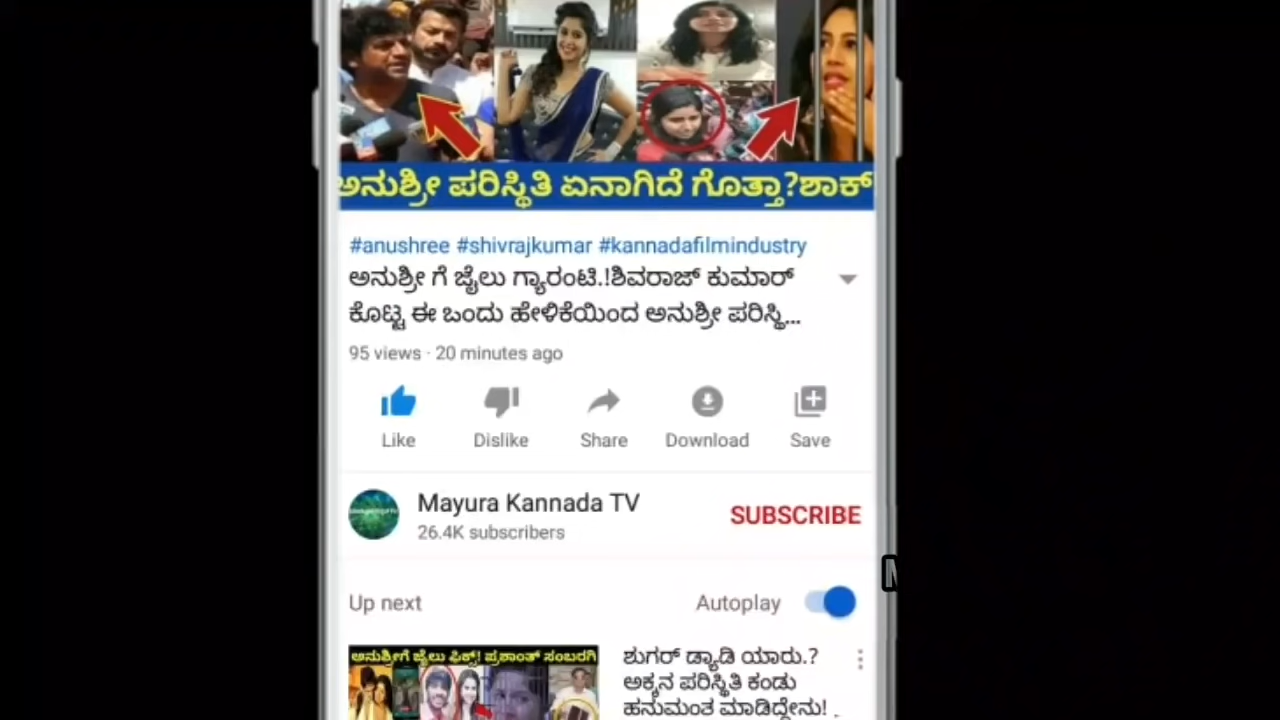 ಅನುಶ್ರೀ ಪರಿಸ್ಥಿತಿ ಏನಾಗಿದೆ ಗೊತ್ತಾ?ಶಾಕ್
#anushree #shivrajkumar #kannadafilmindustry
ಅನುಶ್ರೀ ಗೆ ಜೈಲು ಗ್ಯಾರಂಟಿ.!ಶಿವರಾಜ್ ಕುಮಾರ್
ಕೊಟ್ಟ ಈ ಒಂದು ಹೇಳಿಕೆಯಿಂದ ಅನುಶ್ರೀ ಪರಿಸ್ಥಿ...
95 views · 20 minutes ago
Like Dislike Share Download Save
Mayura Kannada TV
SUBSCRIBE
26.4K subscribers
Up next Autoplay
ಅನುಶ್ರೀಗೆ ಜೈಲು ಫಿಕ್ಸ್! ಪ್ರಶಾಂತ್ ಸಂಬರಗಿ
ಶುಗರ್ ಡ್ಯಾಡಿ ಯಾರು.?
ಅಕ್ಕನ ಪರಿಸ್ಥಿತಿ ಕಂಡು
ಹನುಮಂತ ಮಾಡಿದ್ದೇನು! .